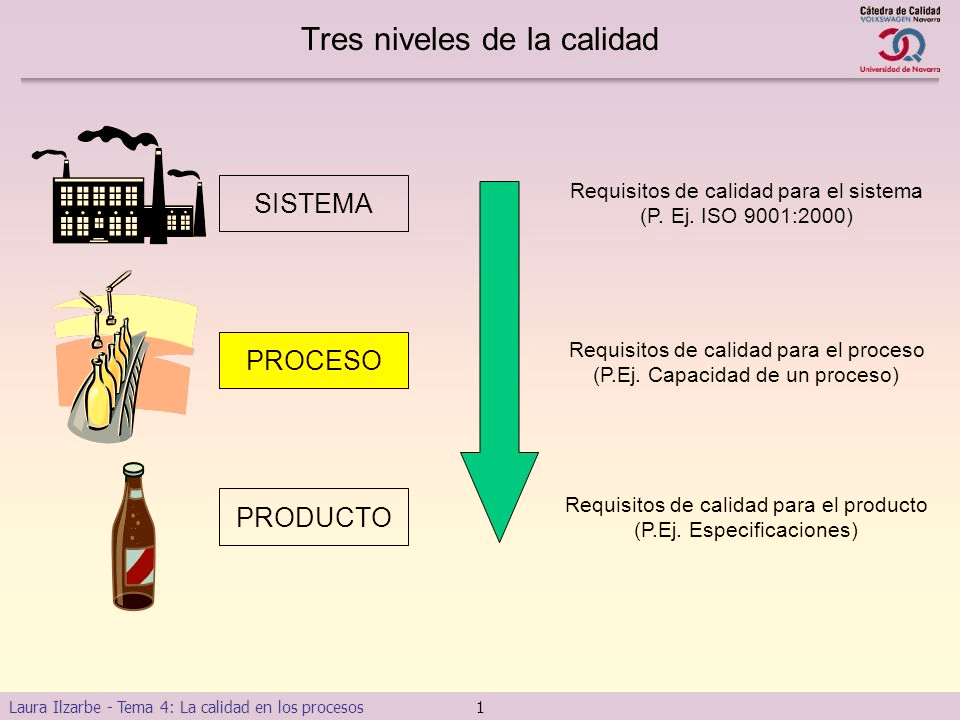 Tres niveles de la calidad
Cátedra de Calidad
VOLKSWAGEN Navarra
Universidad de Navarra
SISTEMA
Requisitos de calidad para el sistema
(P. Ej. ISO 9001:2000)
PROCESO
Requisitos de calidad para el proceso
(P.Ej. Capacidad de un proceso)
PRODUCTO
Requisitos de calidad para el producto
(P.Ej. Especificaciones)
Laura Ilzarbe - Tema 4: La calidad en los procesos 1